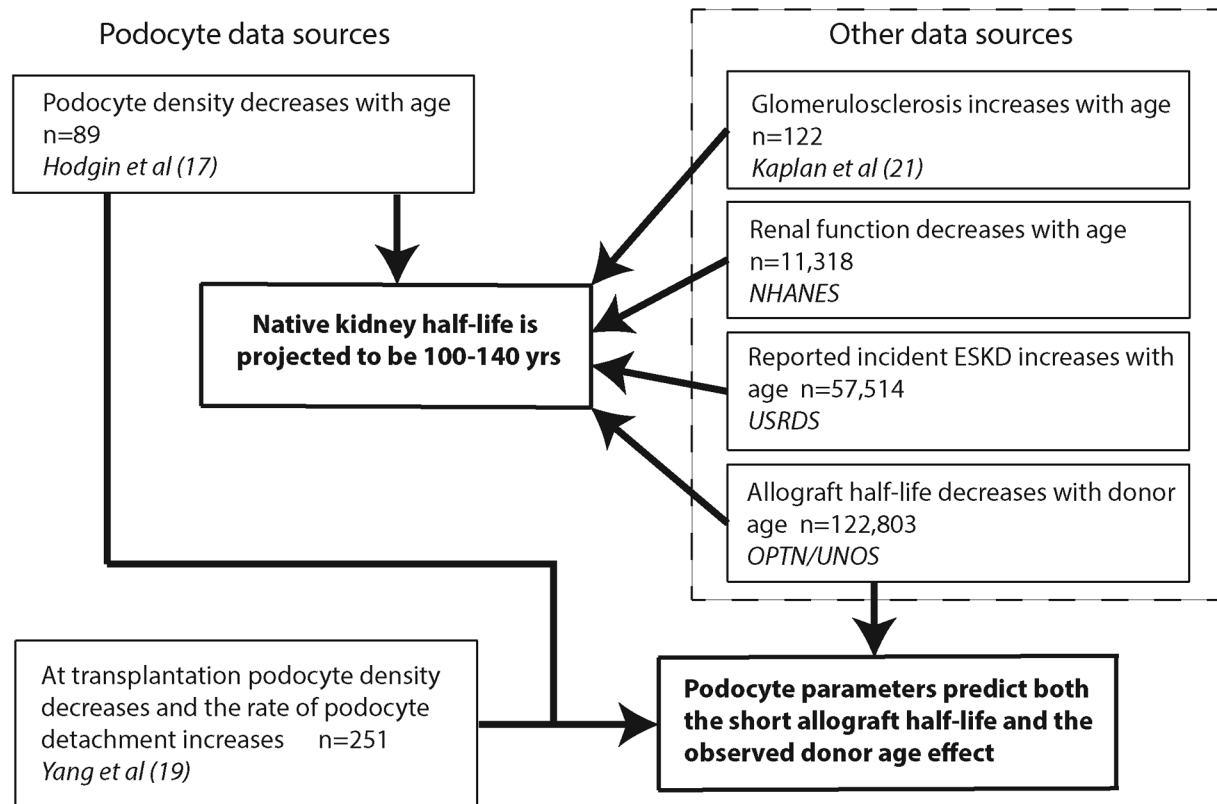 Podocyte data sources
Podocyte density decreases with age
n=89
Hodgin et al (17)
Native kidney half-life is
projected to be 100-140 yrs
At transplantation podocyte density
decreases and the rate of podocyte
detachment increases n=251
Yang et al (19)
Other data sources
Glomerulosclerosis increases with age
n=122
Kaplan et al (21)
Renal function decreases with age
n=11,318
NHANES
Reported incident ESKD increases with
age n=57,514
USRDS
Allograft half-life decreases with donor
age n=122,803
OPTN/UNOS
Podocyte parameters predict both
the short allograft half-life and the
observed donor age effect